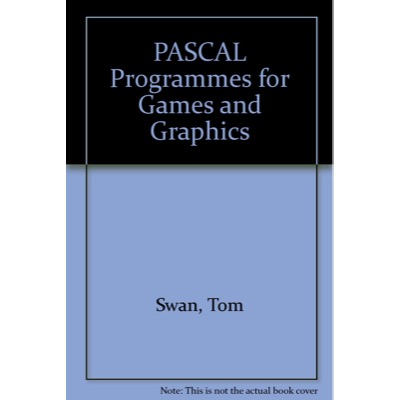 PASCAL
Programmes for
Games and
Graphics
Swan, Tom
Note: This is not the actual book cover